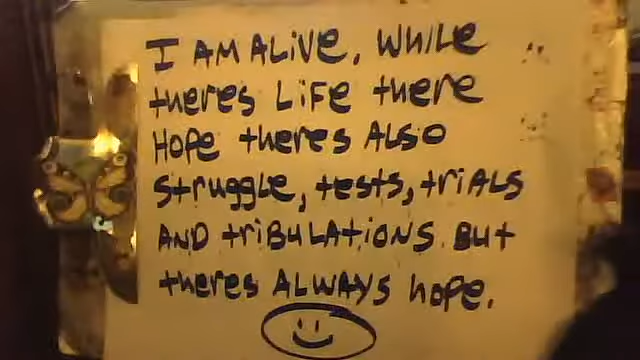 I AM ALIVE. WHILE
theres LIFE there
HOPE theres ALSO
struggle, tests, triALS
AND triBULAtiONS. BUt
theres ALWAYS hope.